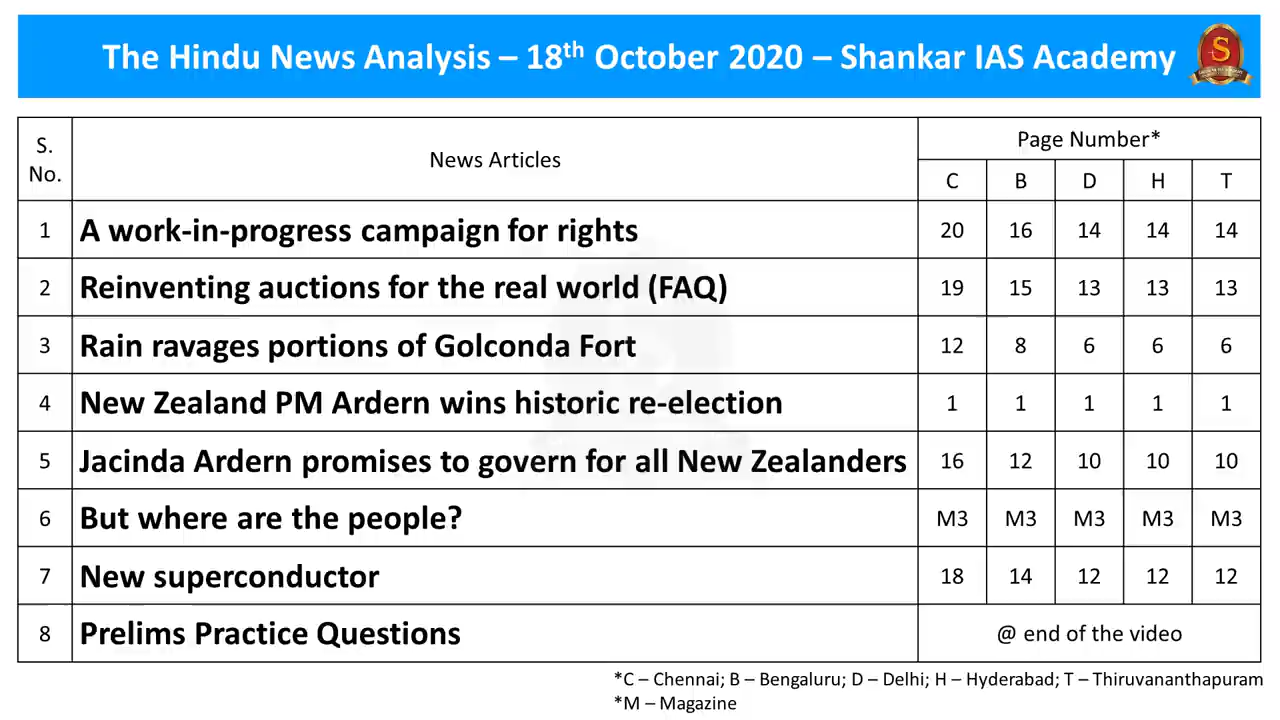 The Hindu News Analysis – 18th October 2020 – Shankar IAS Academy
S. No. News Articles Page Number*
C B D H T
1 A work-in-progress campaign for rights 20 16 14 14 14
2 Reinventing auctions for the real world (FAQ) 19 15 13 13 13
3 Rain ravages portions of Golconda Fort 12 8 6 6 6
4 New Zealand PM Ardern wins historic re-election 1 1 1 1 1
5 Jacinda Ardern promises to govern for all New Zealanders 16 12 10 10 10
6 But where are the people? M3 M3 M3 M3 M3
7 New superconductor 18 14 12 12 12
8 Prelims Practice Questions @ end of the video
*C – Chennai; B – Bengaluru; D – Delhi; H – Hyderabad; T – Thiruvananthapuram
*M – Magazine